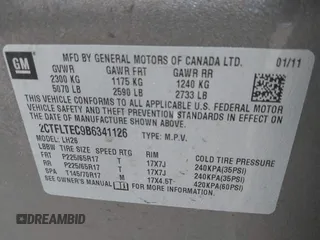 GM
MFD BY GENERAL MOTORS OF CANADA LTD.
01/11
GVWR GAWR FRT GAWR RR
2300 KG 1175 KG 1240 KG
5070 LB 2590 LB 2733 LB
THIS VEHICLE CONFORMS TO ALL APPLICABLE U.S. FEDERAL
MOTOR VEHICLE SAFETY, BUMPER, AND THEFT PREVENTION
STANDARDS IN EFFECT ON THE DATE OF MANUFACTURE SHOWN ABOVE.
2CTFLTEC9B6341126 TYPE: M.P.V.
MODEL: LH26
LBBW TIRE SIZE SPEED RTG RIM COLD TIRE PRESSURE
FRT P225/65R17 T 17X7J 240KPA(35PSI)
RR P225/65R17 T 17X7J 240KPA(35PSI)
SPA T145/75R17 M 17X4.5T 420KPA(60PSI)
SEE OWNER'S MANUAL FOR MORE INFORMATION.